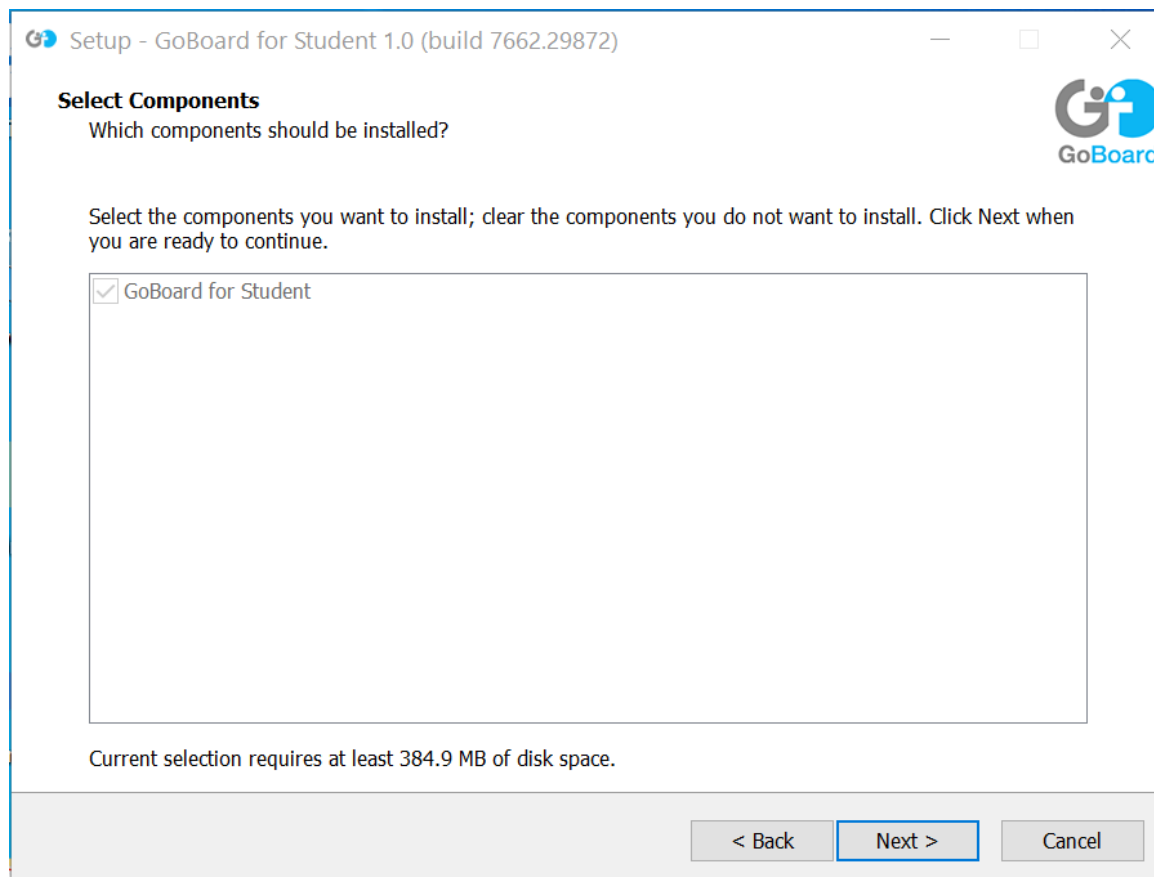 Setup - GoBoard for Student 1.0 (build 7662.29872)
Select Components
Which components should be installed?
GoBoard
Select the components you want to install; clear the components you do not want to install. Click Next when
you are ready to continue.
GoBoard for Student
Current selection requires at least 384.9 MB of disk space.
< Back
Next >
Cancel